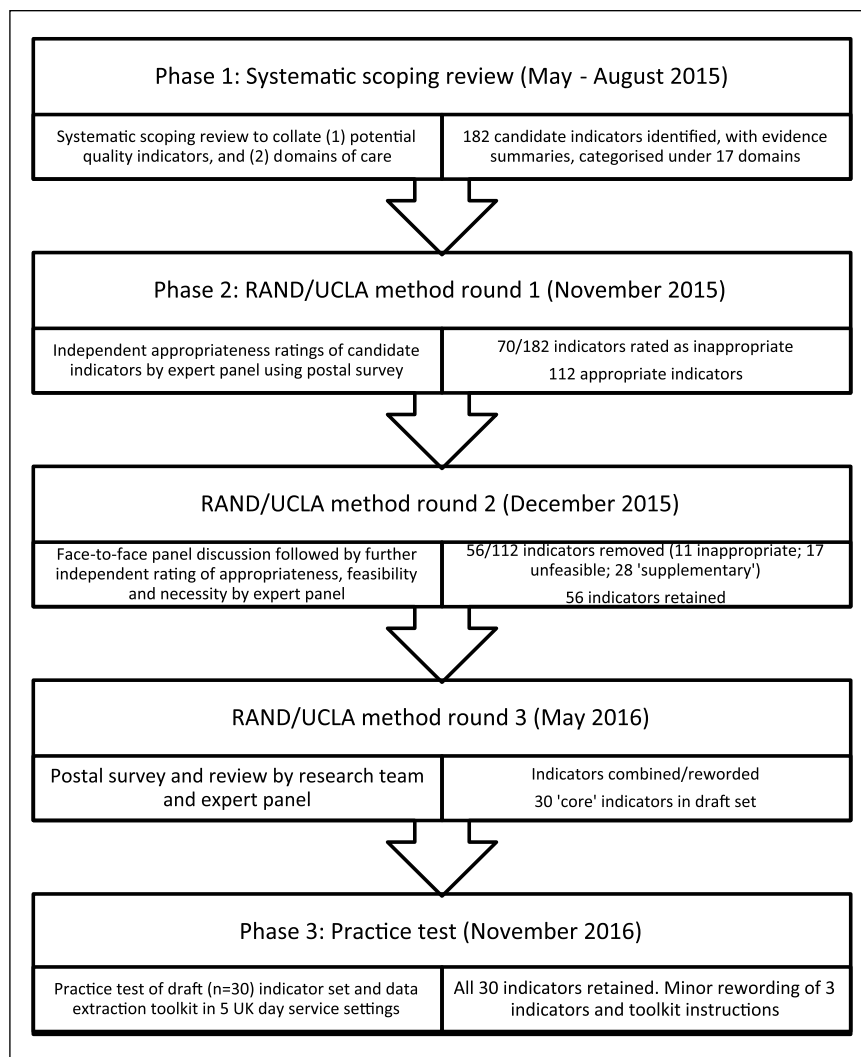 Phase 1: Systematic scoping review (May - August 2015)
Systematic scoping review to collate (1) potential
quality indicators, and (2) domains of care
182 candidate indicators identified, with evidence
summaries, categorised under 17 domains
Phase 2: RAND/UCLA method round 1 (November 2015)
Independent appropriateness ratings of candidate
indicators by expert panel using postal survey
70/182 indicators rated as inappropriate
112 appropriate indicators
RAND/UCLA method round 2 (December 2015)
Face-to-face panel discussion followed by further
independent rating of appropriateness, feasibility
and necessity by expert panel
56/112 indicators removed (11 inappropriate; 17
unfeasible; 28 'supplementary')
56 indicators retained
RAND/UCLA method round 3 (May 2016)
Postal survey and review by research team
and expert panel
Indicators combined/reworded
30 'core' indicators in draft set
Phase 3: Practice test (November 2016)
Practice test of draft (n=30) indicator set and data
extraction toolkit in 5 UK day service settings
All 30 indicators retained. Minor rewording of 3
indicators and toolkit instructions